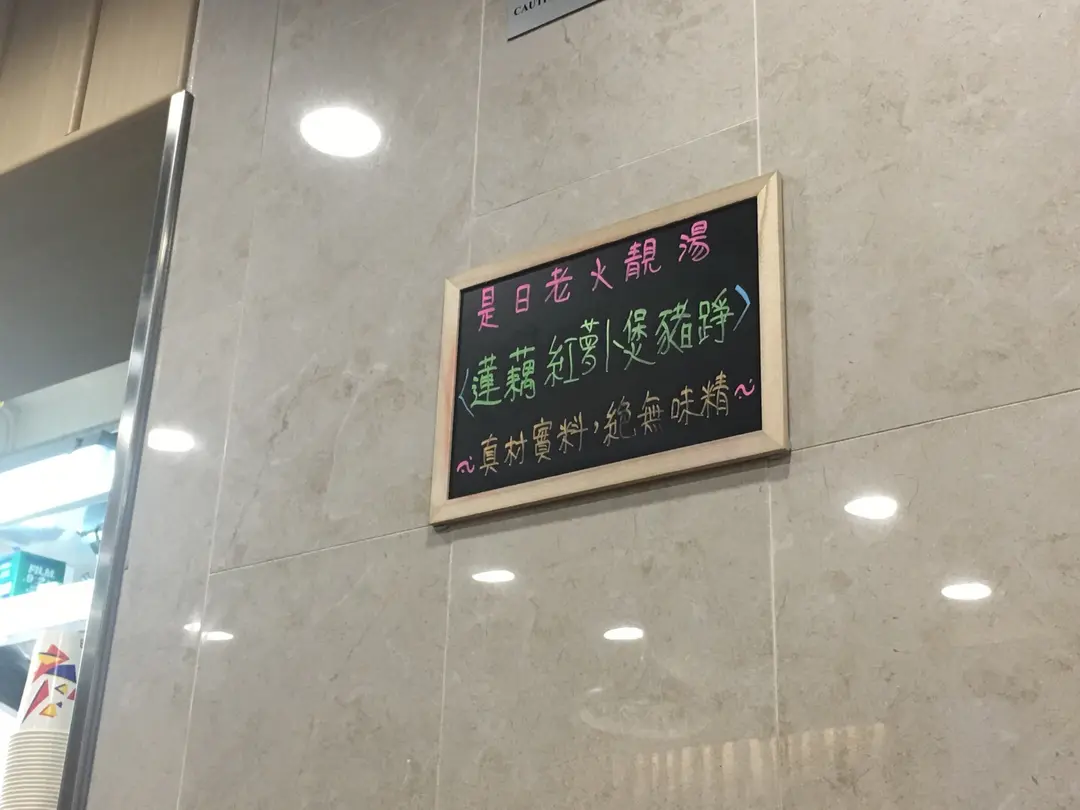 是日老火靚湯
〈蓮藕紅萝卜煲豬踭〉
~真材實料,絕無味精~